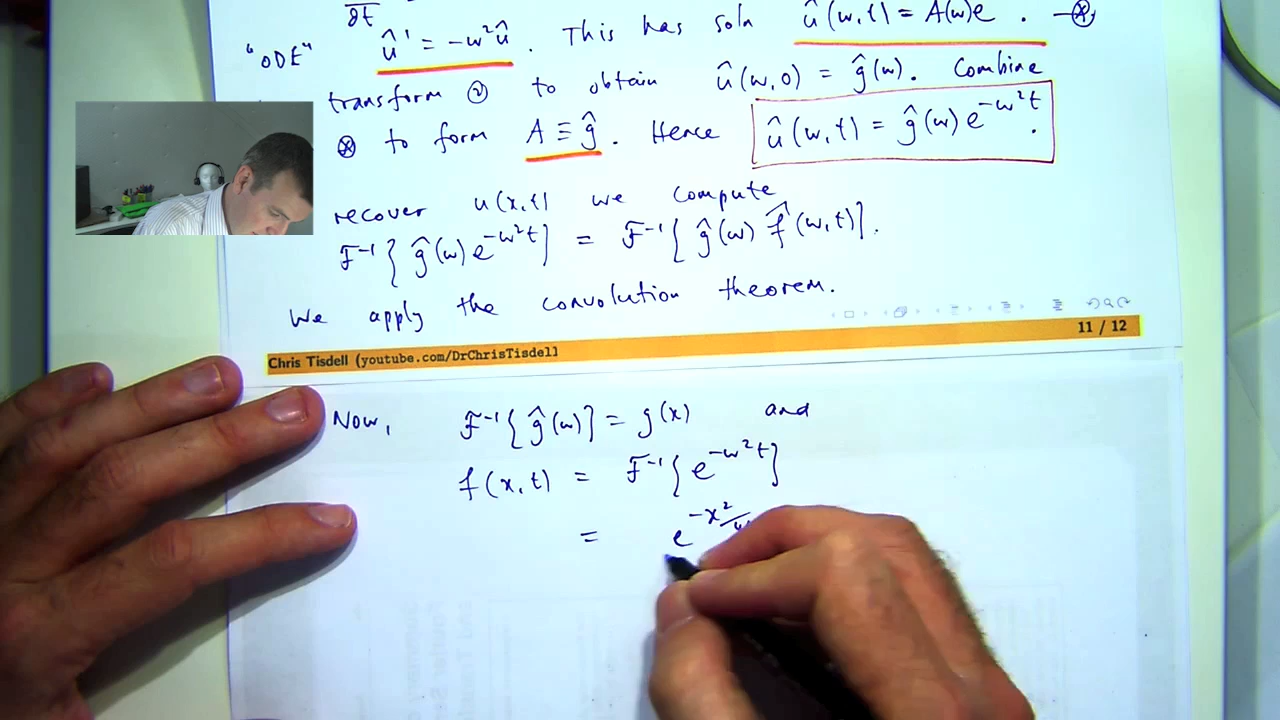 ∂t
"ODE" û' = -w²û. This has soln û(w,t) = A(w)e . —⊛
transform ② to obtain û(w,0) = ĝ(w). Combine
⊛ to form A ≡ ĝ. Hence û(w,t) = ĝ(w)e^{-w²t}.
recover u(x,t) we compute
F⁻¹{ĝ(w)e^{-w²t}} = F⁻¹{ĝ(w) f̂(w,t)}.
We apply the convolution theorem.
11 / 12
Chris Tisdell (youtube.com/DrChrisTisdell
Now, F⁻¹{ĝ(w)} = g(x) and
f(x,t) = F⁻¹{e^{-w²t}}
= e^{-x²/4